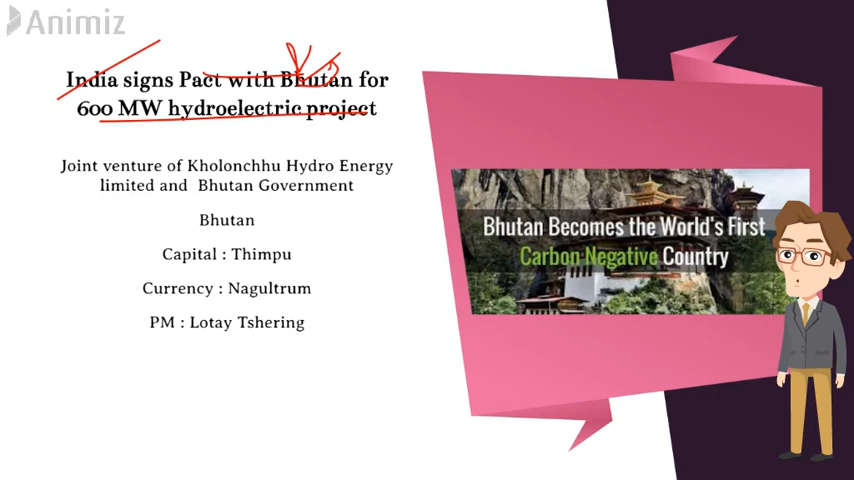 Animiz
India signs Pact with Bhutan for
600 MW hydroelectric project
Joint venture of Kholonchhu Hydro Energy
limited and Bhutan Government
Bhutan
Capital : Thimpu
Currency : Nagultrum
PM : Lotay Tshering
Bhutan Becomes the World's First
Carbon Negative Country